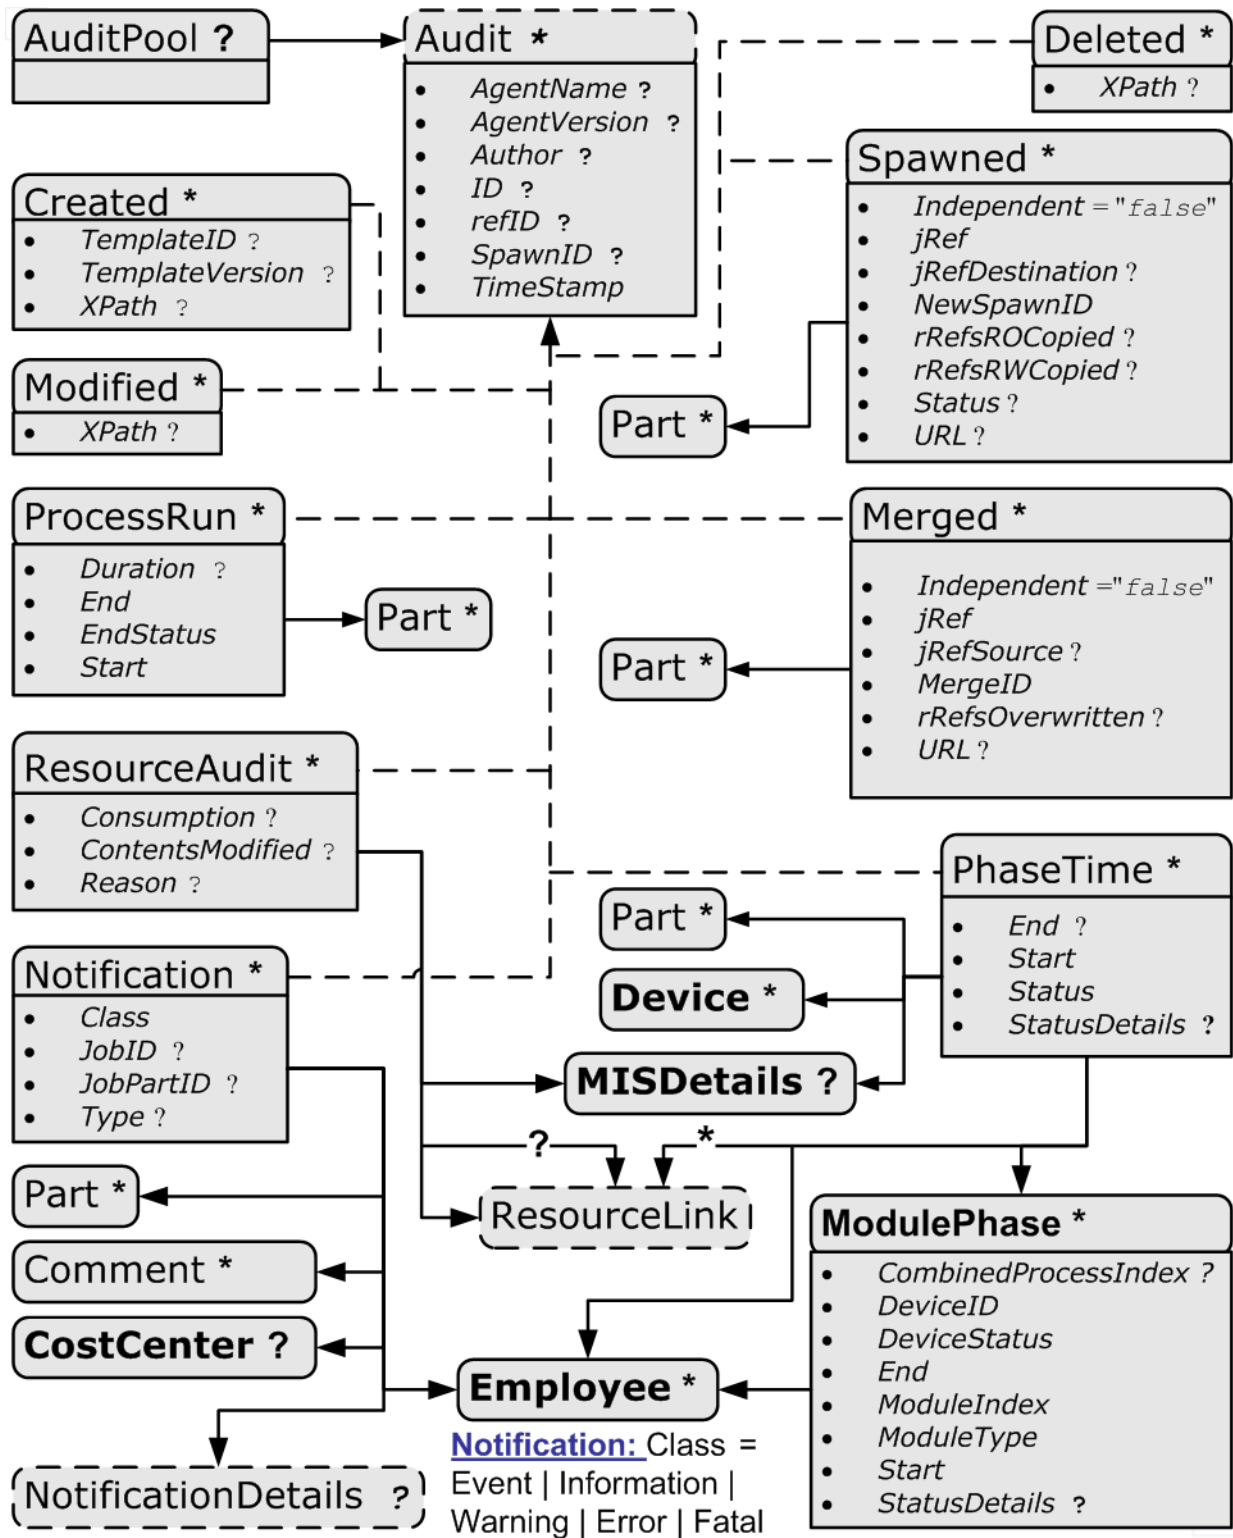 AuditPool ?
Audit *
• AgentName ?
• AgentVersion ?
• Author ?
• ID ?
• refID ?
• SpawnID ?
• TimeStamp
Deleted *
• XPath ?
Created *
• TemplateID ?
• TemplateVersion ?
• XPath ?
Spawned *
• Independent = "false"
• jRef
• jRefDestination ?
• NewSpawnID
• rRefsROCopied ?
• rRefsRWCopied ?
• Status ?
• URL ?
Part *
Modified *
• XPath ?
ProcessRun *
• Duration ?
• End
• EndStatus
• Start
Part *
Merged *
• Independent ="false"
• jRef
• jRefSource ?
• MergeID
• rRefsOverwritten ?
• URL ?
Part *
ResourceAudit *
• Consumption ?
• ContentsModified ?
• Reason ?
PhaseTime *
• End ?
• Start
• Status
• StatusDetails ?
Part *
Device *
MISDetails ?
Notification *
• Class
• JobID ?
• JobPartID ?
• Type ?
?
*
ResourceLink
Part *
Comment *
CostCenter ?
Employee *
NotificationDetails ?
ModulePhase *
• CombinedProcessIndex ?
• DeviceID
• DeviceStatus
• End
• ModuleIndex
• ModuleType
• Start
• StatusDetails ?
Notification: Class =
Event | Information |
Warning | Error | Fatal